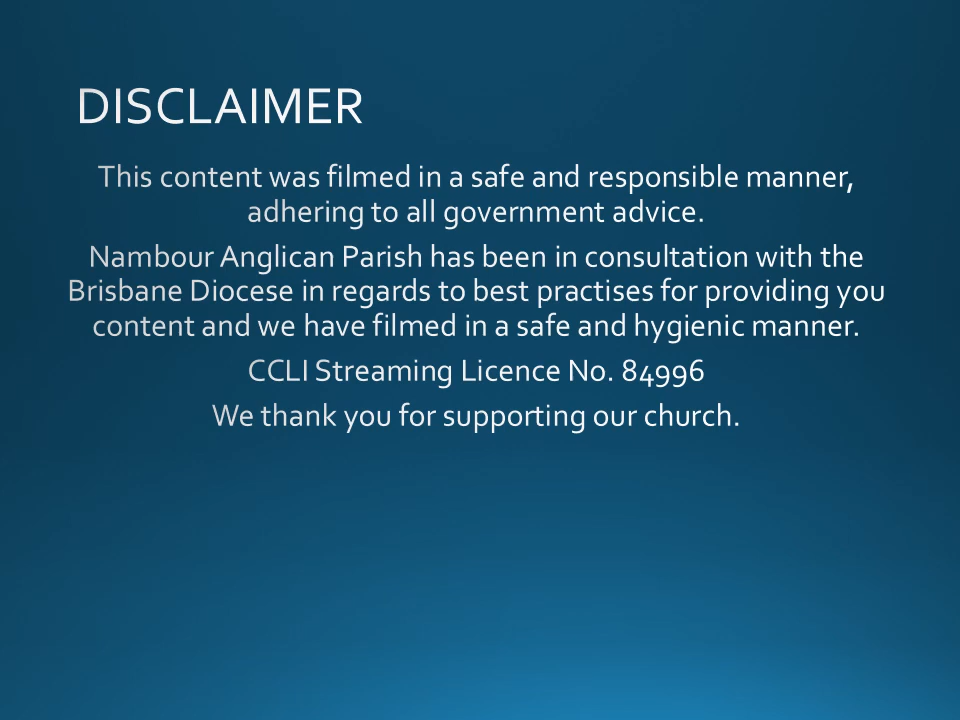 DISCLAIMER
This content was filmed in a safe and responsible manner,
adhering to all government advice.
Nambour Anglican Parish has been in consultation with the
Brisbane Diocese in regards to best practises for providing you
content and we have filmed in a safe and hygienic manner.
CCLI Streaming Licence No. 84996
We thank you for supporting our church.